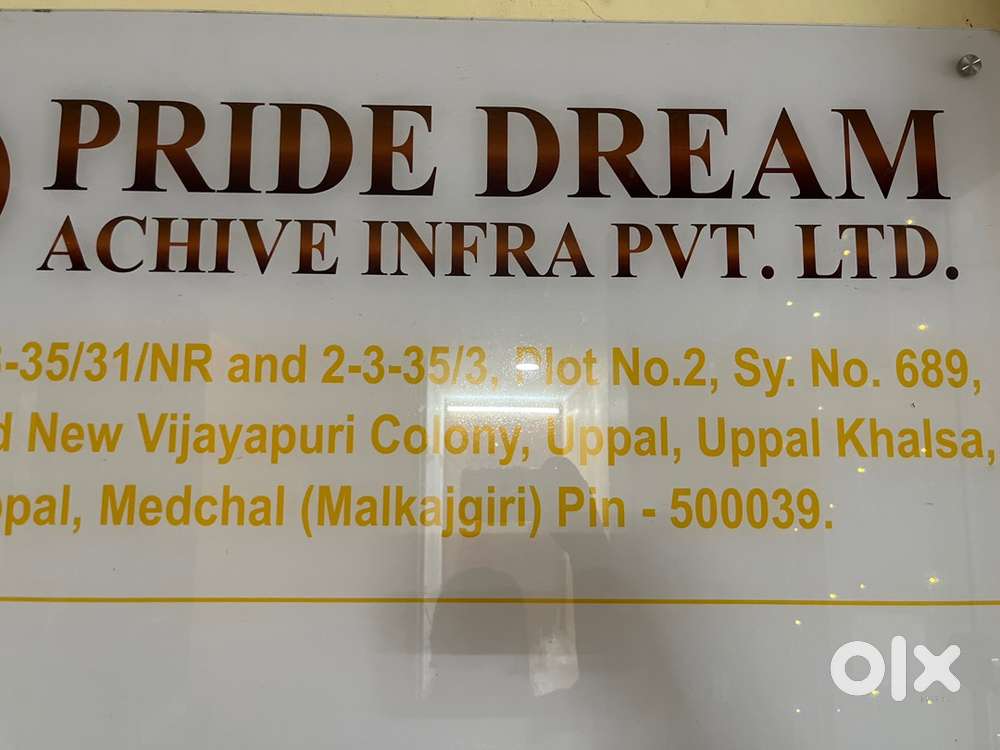 PRIDE DREAM
ACHIVE INFRA PVT. LTD.
-35/31/NR and 2-3-35/3, Plot No.2, Sy. No. 689,
New Vijayapuri Colony, Uppal, Uppal Khalsa,
Medchal (Malkajgiri) Pin - 500039.
olx